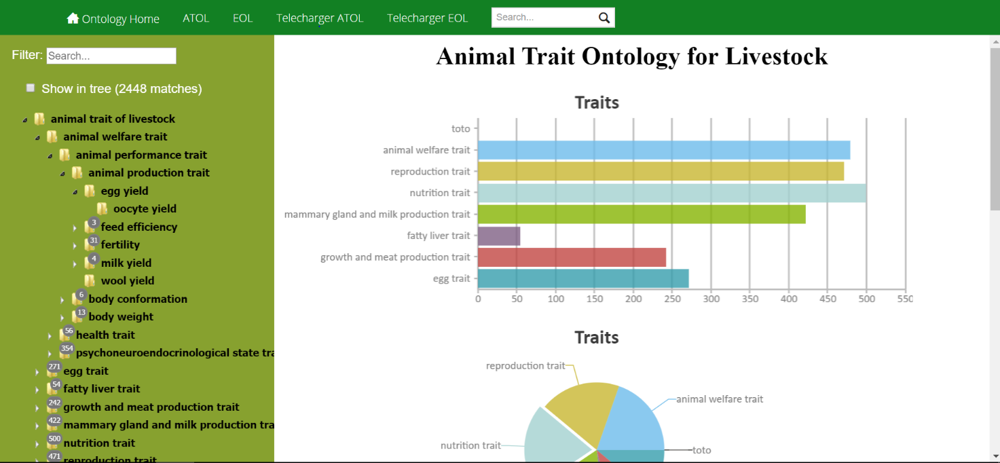 Ontology Home ATOL EOL Telecharger ATOL Telecharger EOL Search...
Filter: Search...
Show in tree (2448 matches)
animal trait of livestock
animal welfare trait
animal performance trait
animal production trait
egg yield
oocyte yield
3 feed efficiency
31 fertility
4 milk yield
wool yield
6 body conformation
13 body weight
56 health trait
354 psychoneuroendocrinological state tra
271 egg trait
54 fatty liver trait
242 growth and meat production trait
422 mammary gland and milk production tra
500 nutrition trait
471 reproduction trait
Animal Trait Ontology for Livestock
Traits
toto
animal welfare trait
reproduction trait
nutrition trait
mammary gland and milk production trait
fatty liver trait
growth and meat production trait
egg trait
0 50 100 150 200 250 300 350 400 450 500 550
Traits
reproduction trait
animal welfare trait
nutrition trait
toto